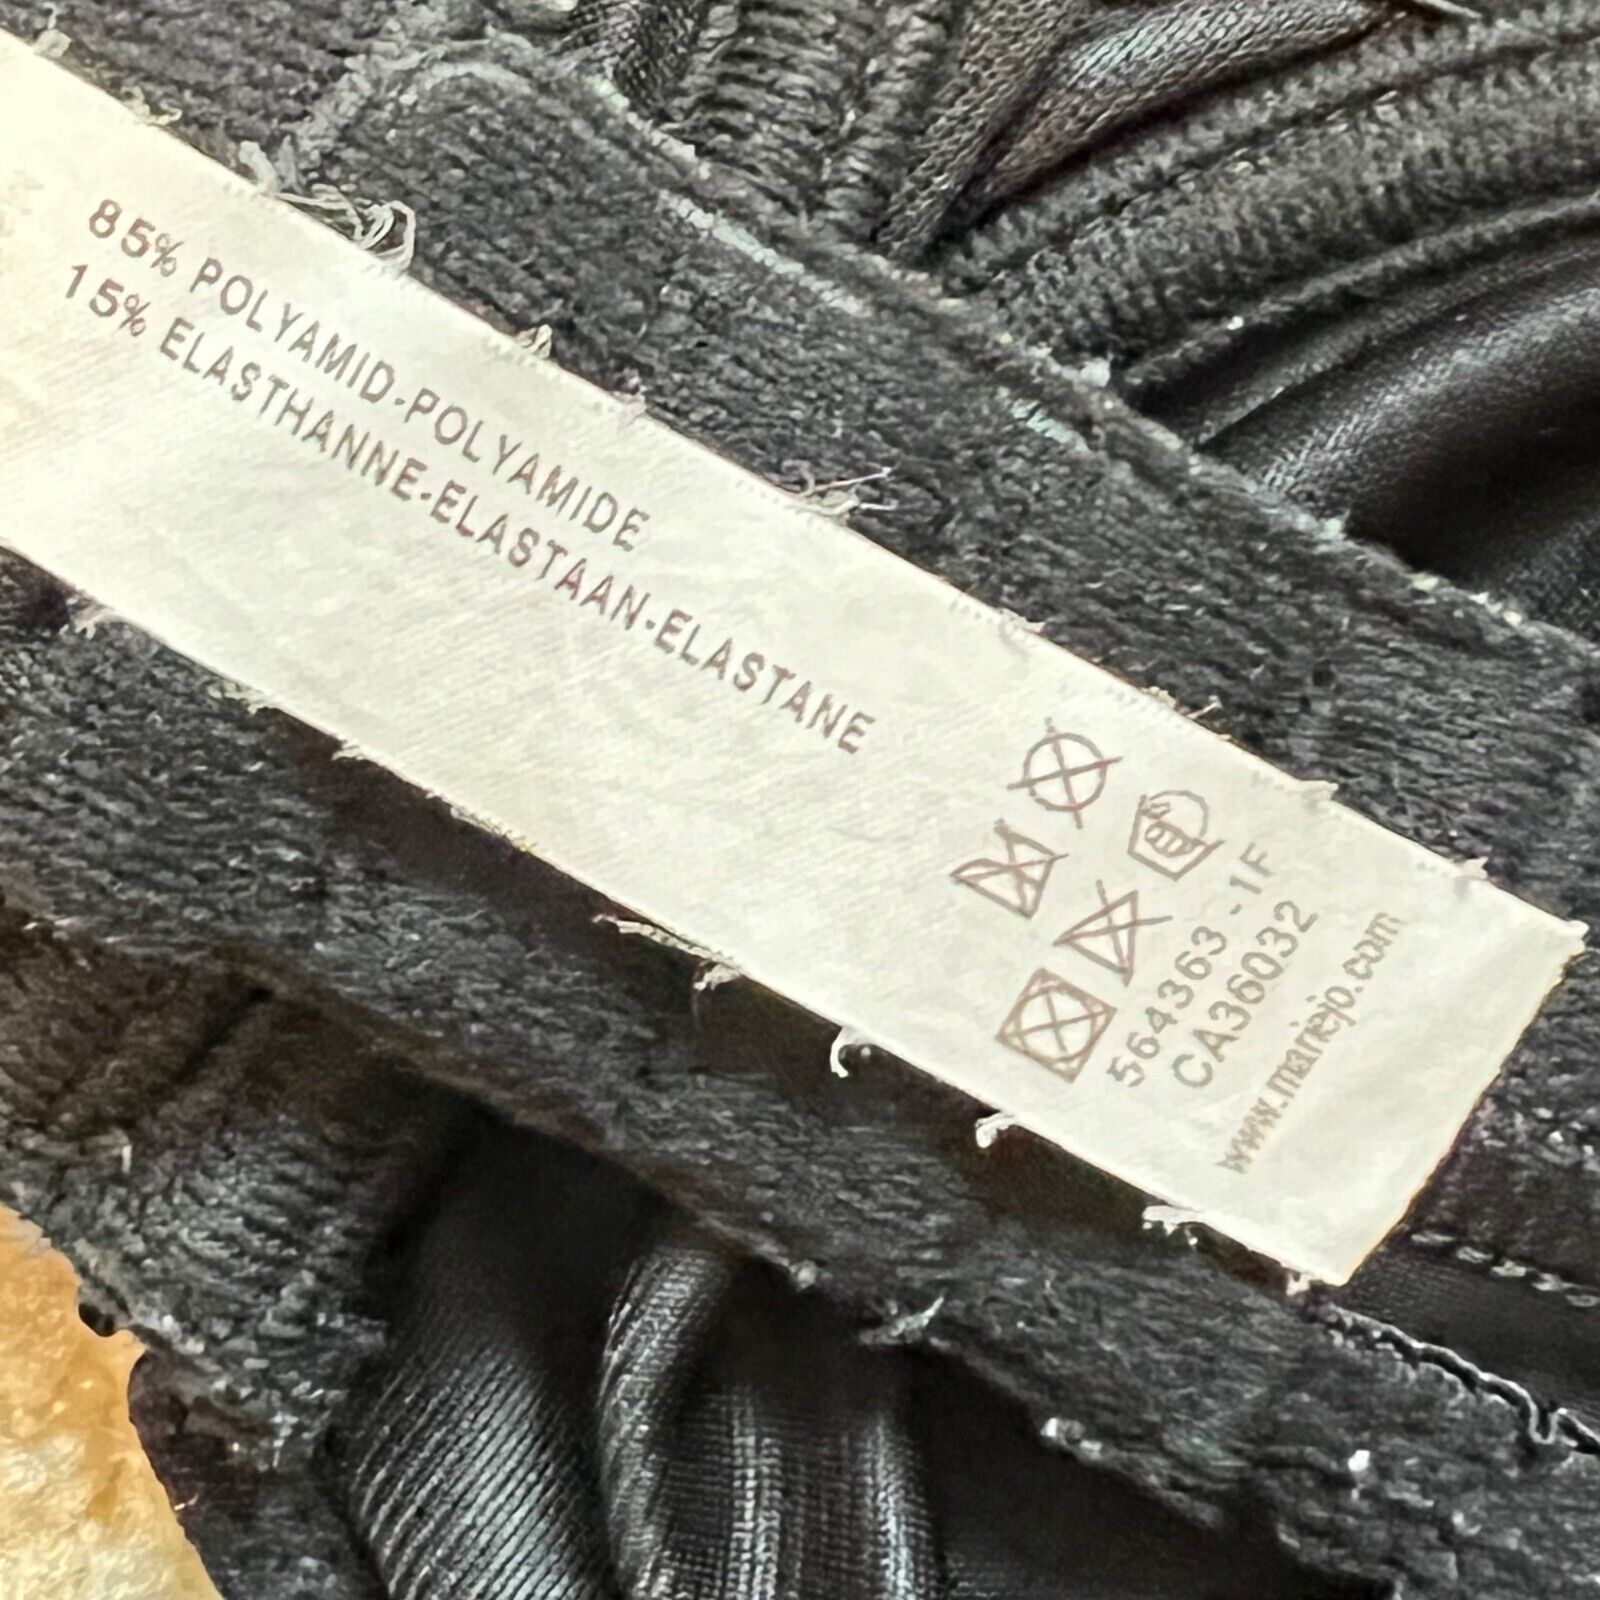 85% POLYAMID-POLYAMIDE
15% ELASTHANNE-ELASTAAN-ELASTANE
564363 -1F
CA36032
www.mariejo.com